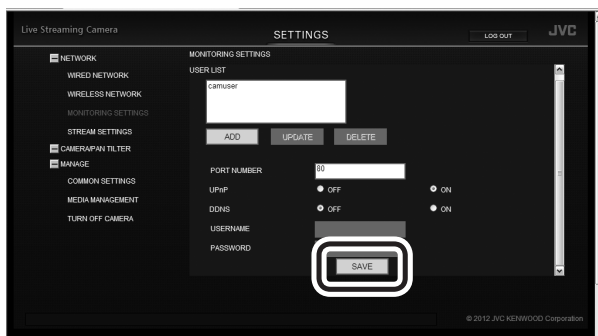 Live Streaming Camera
SETTINGS
LOG OUT
JVC
NETWORK
WIRED NETWORK
WIRELESS NETWORK
MONITORING SETTINGS
STREAM SETTINGS
CAMERA/PAN TILTER
MANAGE
COMMON SETTINGS
MEDIA MANAGEMENT
TURN OFF CAMERA
MONITORING SETTINGS
USER LIST
camuser
ADD UPDATE DELETE
PORT NUMBER 80
UPnP OFF ON
DDNS OFF ON
USERNAME
PASSWORD
SAVE
© 2012 JVC KENWOOD Corporation